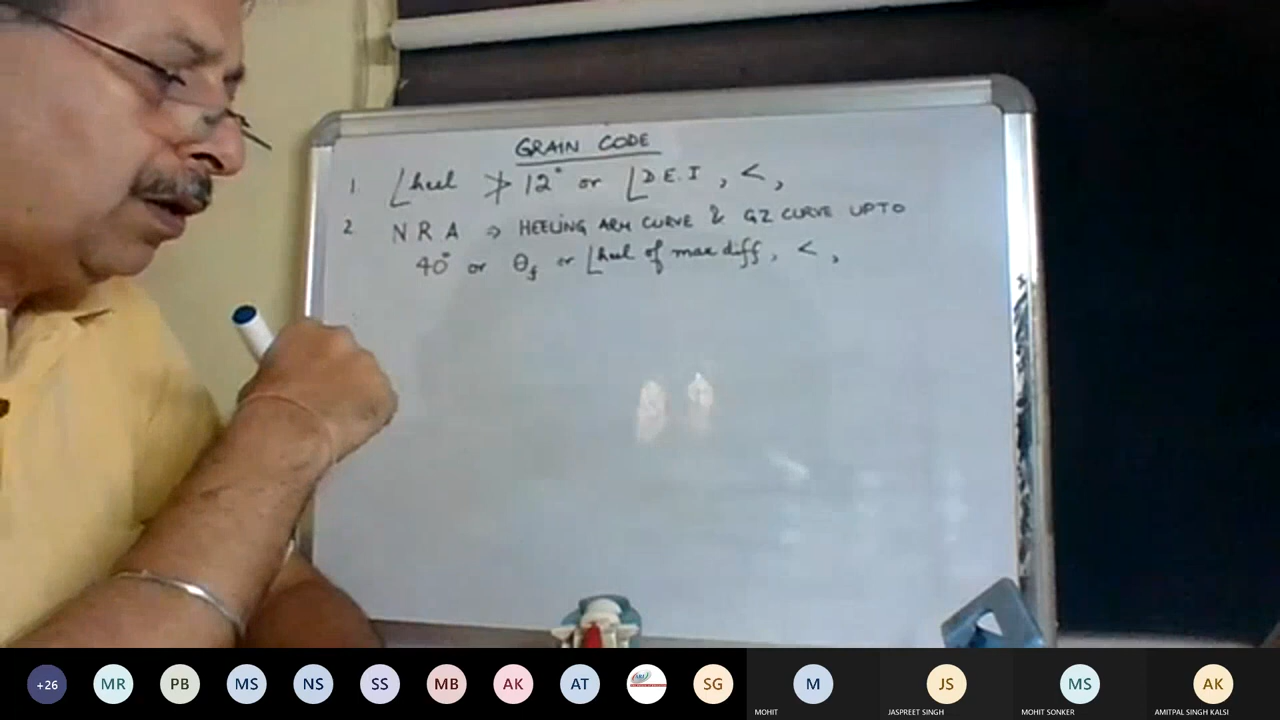 GRAIN CODE
1. ∠heel ≯ 12° or ∠D.E.I, <,
2 NRA ⇒ HEELING ARM CURVE & GZ CURVE UPTO
40° or θf or ∠heel of max diff, <,
+26 MR PB MS NS SS MB AK AT SG M JS MS AK
MOHIT JASPREET SINGH MOHIT SONKER AMITPAL SINGH KALSI